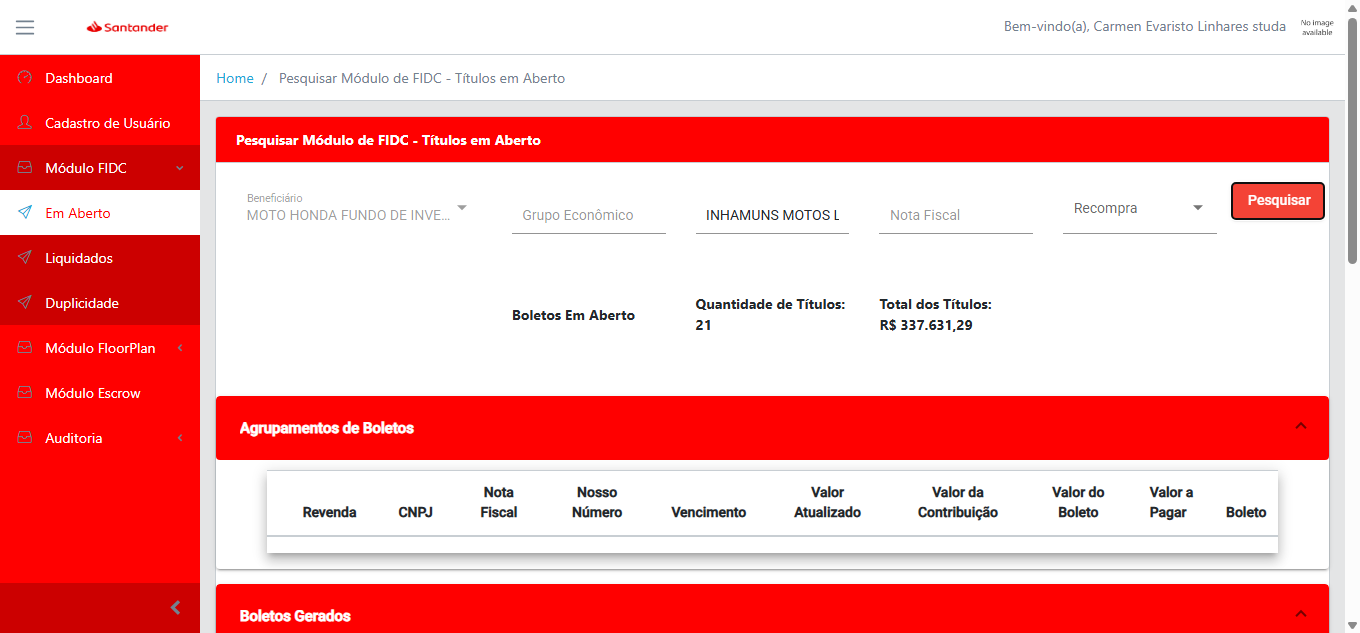 Santander
Bem-vindo(a), Carmen Evaristo Linhares studa
No image
available
Dashboard
Cadastro de Usuário
Módulo FIDC
Em Aberto
Liquidados
Duplicidade
Módulo FloorPlan
Módulo Escrow
Auditoria
Home / Pesquisar Módulo de FIDC - Títulos em Aberto
Pesquisar Módulo de FIDC - Títulos em Aberto
Beneficiário
MOTO HONDA FUNDO DE INVE...
Grupo Econômico
INHAMUNS MOTOS L
Nota Fiscal
Recompra
Pesquisar
Boletos Em Aberto
Quantidade de Títulos:
21
Total dos Títulos:
R$ 337.631,29
Agrupamentos de Boletos
Revenda
CNPJ
Nota
Fiscal
Nosso
Número
Vencimento
Valor
Atualizado
Valor da
Contribuição
Valor do
Boleto
Valor a
Pagar
Boleto
Boletos Gerados